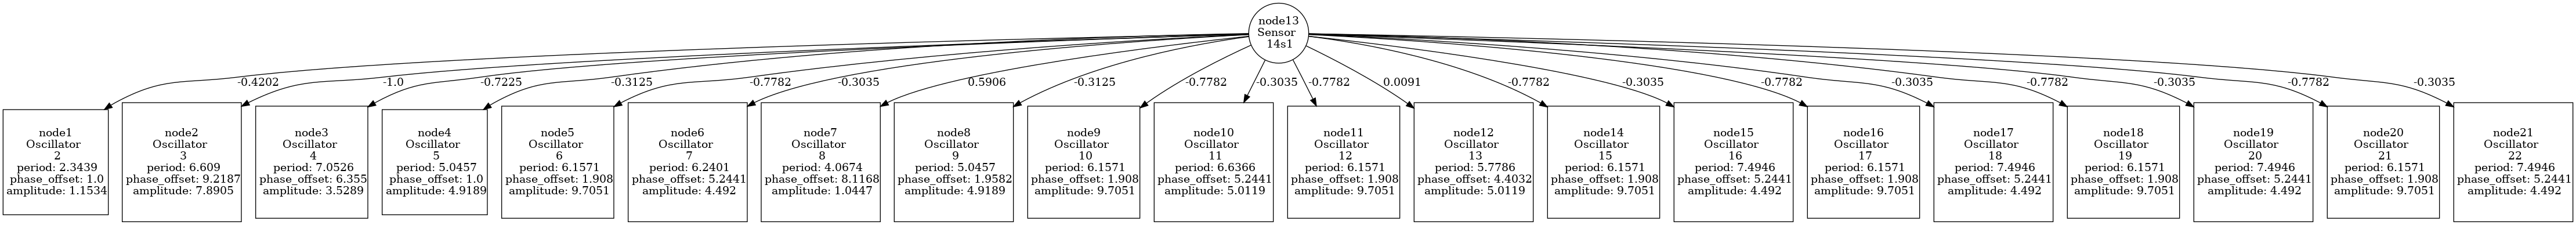 node13
Sensor
14s1
-0.4202
-1.0
-0.7225
-0.3125
-0.7782
-0.3035
0.5906
-0.3125
-0.7782
-0.3035
-0.7782
0.0091
-0.7782
-0.3035
-0.7782
-0.3035
-0.7782
-0.3035
-0.7782
-0.3035
node1
Oscillator
2
period: 2.3439
phase_offset: 1.0
amplitude: 1.1534
node2
Oscillator
3
period: 6.609
phase_offset: 9.2187
amplitude: 7.8905
node3
Oscillator
4
period: 7.0526
phase_offset: 6.355
amplitude: 3.5289
node4
Oscillator
5
period: 5.0457
phase_offset: 1.0
amplitude: 4.9189
node5
Oscillator
6
period: 6.1571
phase_offset: 1.908
amplitude: 9.7051
node6
Oscillator
7
period: 6.2401
phase_offset: 5.2441
amplitude: 4.492
node7
Oscillator
8
period: 4.0674
phase_offset: 8.1168
amplitude: 1.0447
node8
Oscillator
9
period: 5.0457
phase_offset: 1.9582
amplitude: 4.9189
node9
Oscillator
10
period: 6.1571
phase_offset: 1.908
amplitude: 9.7051
node10
Oscillator
11
period: 6.6366
phase_offset: 5.2441
amplitude: 5.0119
node11
Oscillator
12
period: 6.1571
phase_offset: 1.908
amplitude: 9.7051
node12
Oscillator
13
period: 5.7786
phase_offset: 4.4032
amplitude: 5.0119
node14
Oscillator
15
period: 6.1571
phase_offset: 1.908
amplitude: 9.7051
node15
Oscillator
16
period: 7.4946
phase_offset: 5.2441
amplitude: 4.492
node16
Oscillator
17
period: 6.1571
phase_offset: 1.908
amplitude: 9.7051
node17
Oscillator
18
period: 7.4946
phase_offset: 5.2441
amplitude: 4.492
node18
Oscillator
19
period: 6.1571
phase_offset: 1.908
amplitude: 9.7051
node19
Oscillator
20
period: 7.4946
phase_offset: 5.2441
amplitude: 4.492
node20
Oscillator
21
period: 6.1571
phase_offset: 1.908
amplitude: 9.7051
node21
Oscillator
22
period: 7.4946
phase_offset: 5.2441
amplitude: 4.492